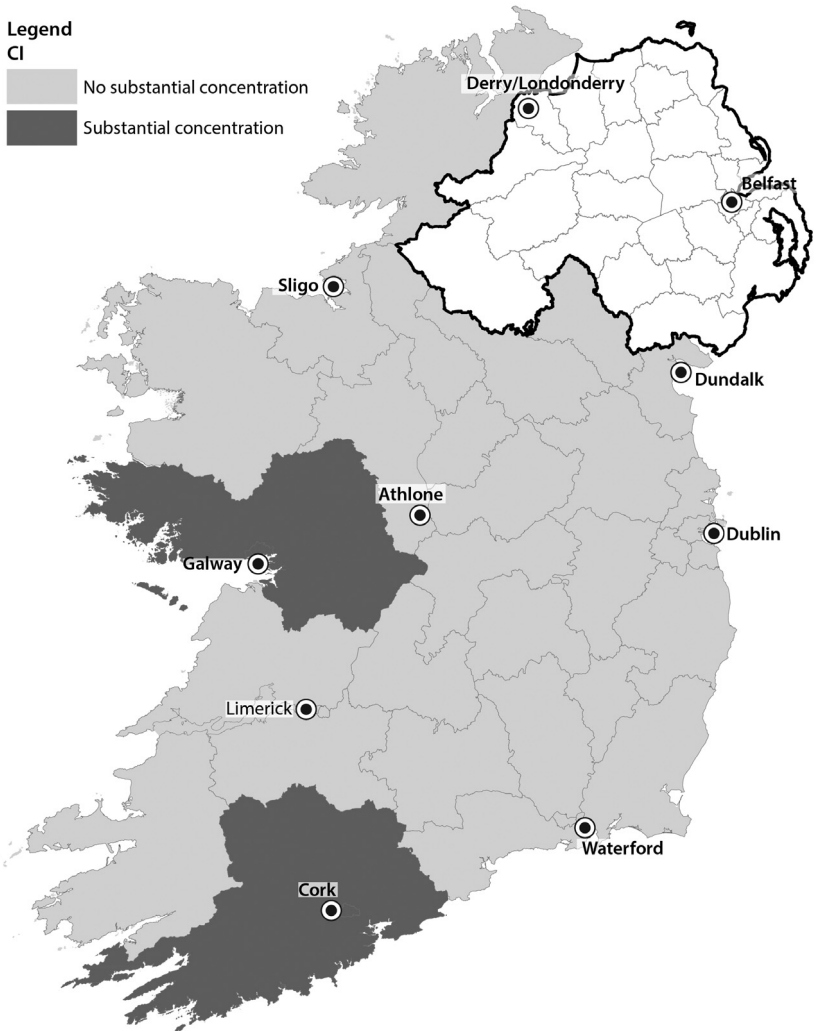 Legend
CI
No substantial concentration
Substantial concentration
Derry/Londonderry
Belfast
Sligo
Dundalk
Athlone
Dublin
Galway
Limerick
Waterford
Cork